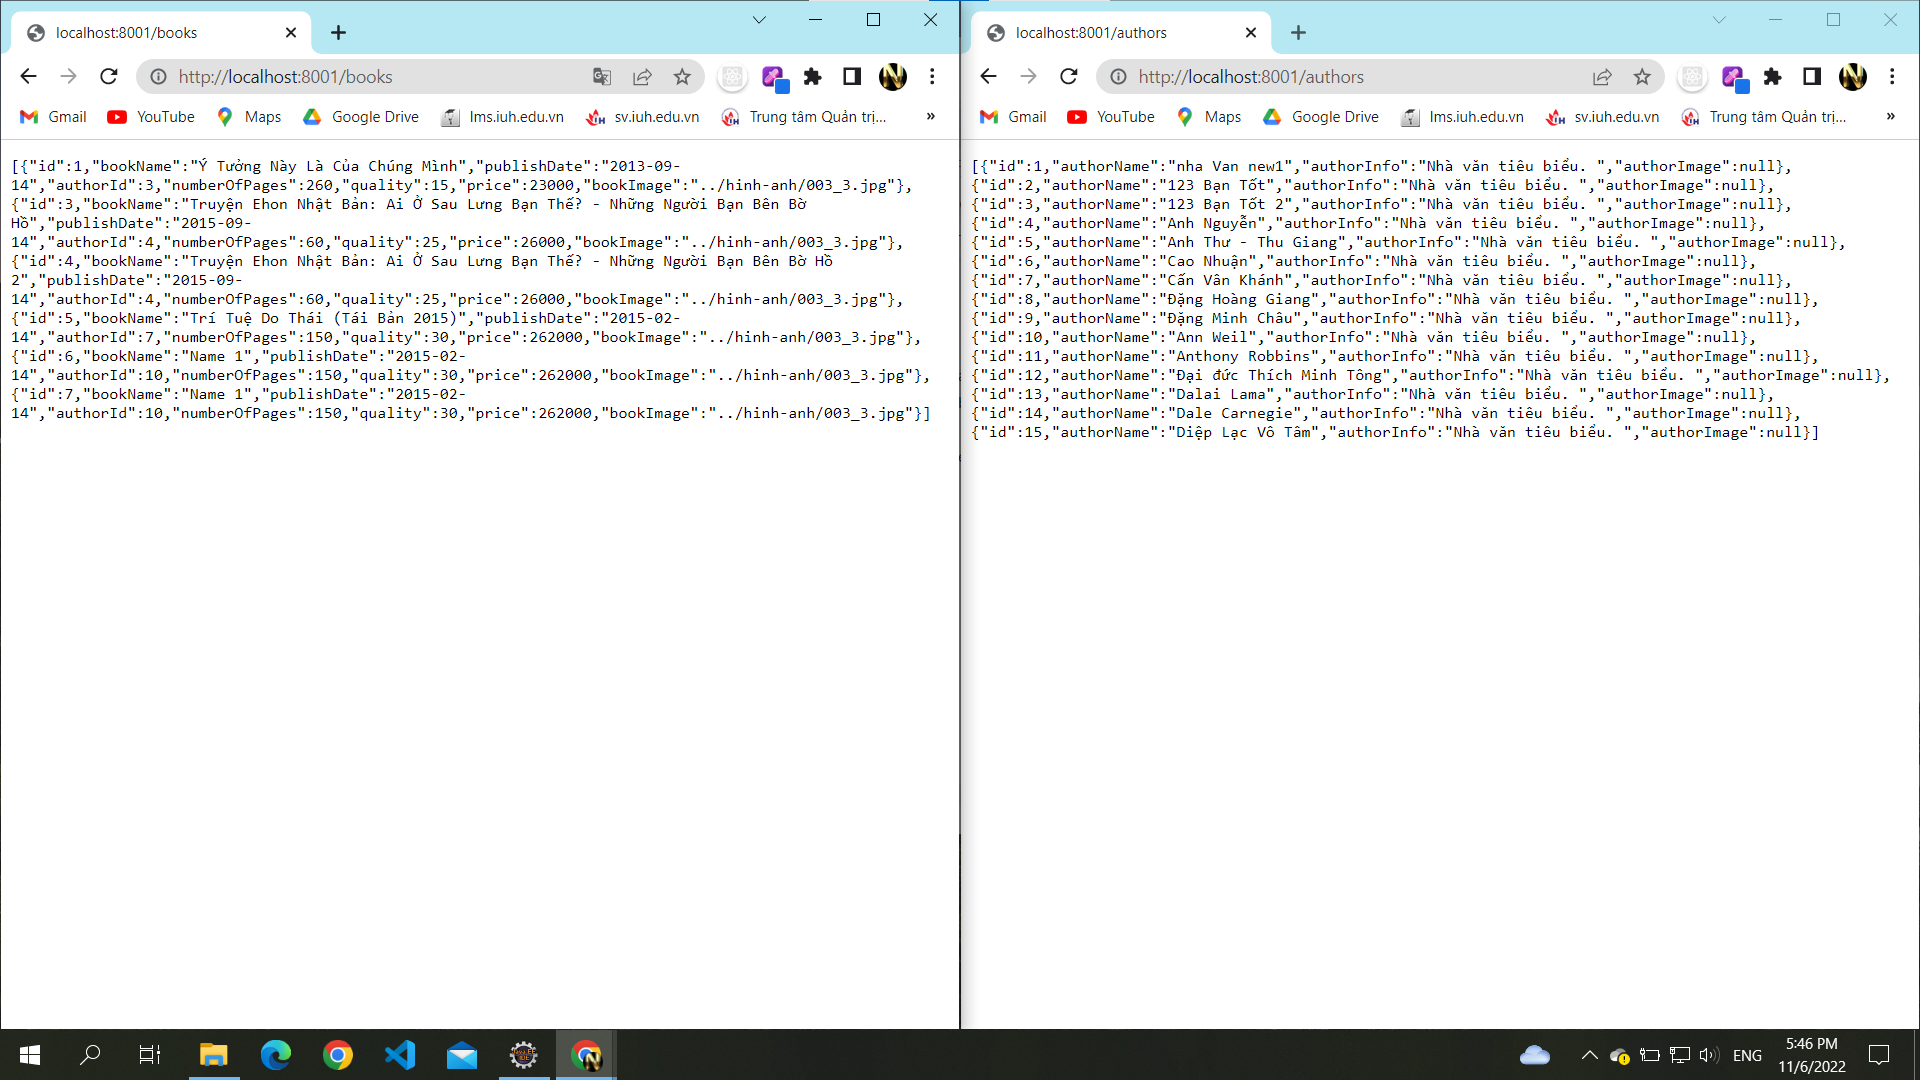 localhost:8001/books
http://localhost:8001/books
Gmail
YouTube
Maps
Google Drive
lms.iuh.edu.vn
sv.iuh.edu.vn
Trung tâm Quản trị...
»
[{"id":1,"bookName":"Ý Tưởng Này Là Của Chúng Mình","publishDate":"2013-09-
14","authorId":3,"numberOfPages":260,"quality":15,"price":23000,"bookImage":"../hinh-anh/003_3.jpg"},
{"id":3,"bookName":"Truyện Ehon Nhật Bản: Ai Ở Sau Lưng Bạn Thế? - Những Người Bạn Bên Bờ
Hồ","publishDate":"2015-09-
14","authorId":4,"numberOfPages":60,"quality":25,"price":26000,"bookImage":"../hinh-anh/003_3.jpg"},
{"id":4,"bookName":"Truyện Ehon Nhật Bản: Ai Ở Sau Lưng Bạn Thế? - Những Người Bạn Bên Bờ Hồ
2","publishDate":"2015-09-
14","authorId":4,"numberOfPages":60,"quality":25,"price":26000,"bookImage":"../hinh-anh/003_3.jpg"},
{"id":5,"bookName":"Trí Tuệ Do Thái (Tái Bản 2015)","publishDate":"2015-02-
14","authorId":7,"numberOfPages":150,"quality":30,"price":262000,"bookImage":"../hinh-anh/003_3.jpg"},
{"id":6,"bookName":"Name 1","publishDate":"2015-02-
14","authorId":10,"numberOfPages":150,"quality":30,"price":262000,"bookImage":"../hinh-anh/003_3.jpg"},
{"id":7,"bookName":"Name 1","publishDate":"2015-02-
14","authorId":10,"numberOfPages":150,"quality":30,"price":262000,"bookImage":"../hinh-anh/003_3.jpg"}]
localhost:8001/authors
http://localhost:8001/authors
Gmail
YouTube
Maps
Google Drive
lms.iuh.edu.vn
sv.iuh.edu.vn
Trung tâm Quản trị...
»
[{"id":1,"authorName":"nha Van new1","authorInfo":"Nhà văn tiêu biểu. ","authorImage":null},
{"id":2,"authorName":"123 Bạn Tốt","authorInfo":"Nhà văn tiêu biểu. ","authorImage":null},
{"id":3,"authorName":"123 Bạn Tốt 2","authorInfo":"Nhà văn tiêu biểu. ","authorImage":null},
{"id":4,"authorName":"Anh Nguyễn","authorInfo":"Nhà văn tiêu biểu. ","authorImage":null},
{"id":5,"authorName":"Anh Thư - Thu Giang","authorInfo":"Nhà văn tiêu biểu. ","authorImage":null},
{"id":6,"authorName":"Cao Nhuận","authorInfo":"Nhà văn tiêu biểu. ","authorImage":null},
{"id":7,"authorName":"Cấn Vân Khánh","authorInfo":"Nhà văn tiêu biểu. ","authorImage":null},
{"id":8,"authorName":"Đặng Hoàng Giang","authorInfo":"Nhà văn tiêu biểu. ","authorImage":null},
{"id":9,"authorName":"Đặng Minh Châu","authorInfo":"Nhà văn tiêu biểu. ","authorImage":null},
{"id":10,"authorName":"Ann Weil","authorInfo":"Nhà văn tiêu biểu. ","authorImage":null},
{"id":11,"authorName":"Anthony Robbins","authorInfo":"Nhà văn tiêu biểu. ","authorImage":null},
{"id":12,"authorName":"Đại đức Thích Minh Tông","authorInfo":"Nhà văn tiêu biểu. ","authorImage":null},
{"id":13,"authorName":"Dalai Lama","authorInfo":"Nhà văn tiêu biểu. ","authorImage":null},
{"id":14,"authorName":"Dale Carnegie","authorInfo":"Nhà văn tiêu biểu. ","authorImage":null},
{"id":15,"authorName":"Diệp Lạc Vô Tâm","authorInfo":"Nhà văn tiêu biểu. ","authorImage":null}]
ENG
5:46 PM
11/6/2022